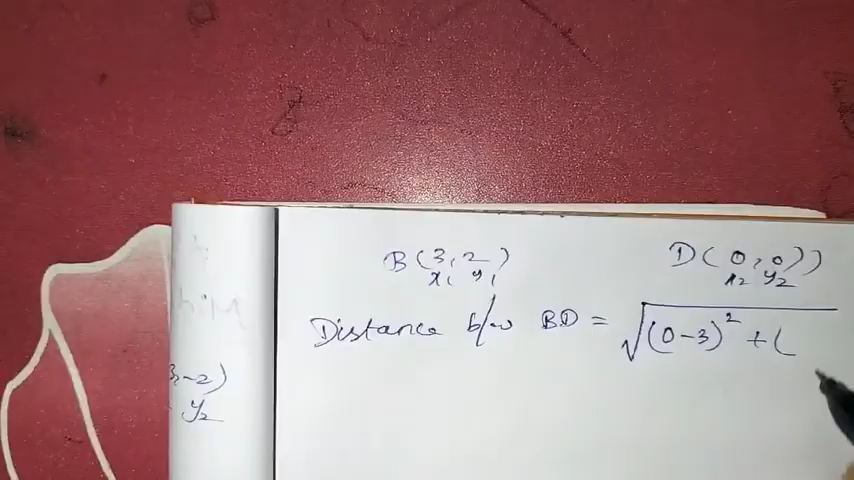 B(3,2) D(0,0))
x₁ y₁ x₂ y₂
Distance b/w BD = √(0-3)² + (
3,-2)
y₂